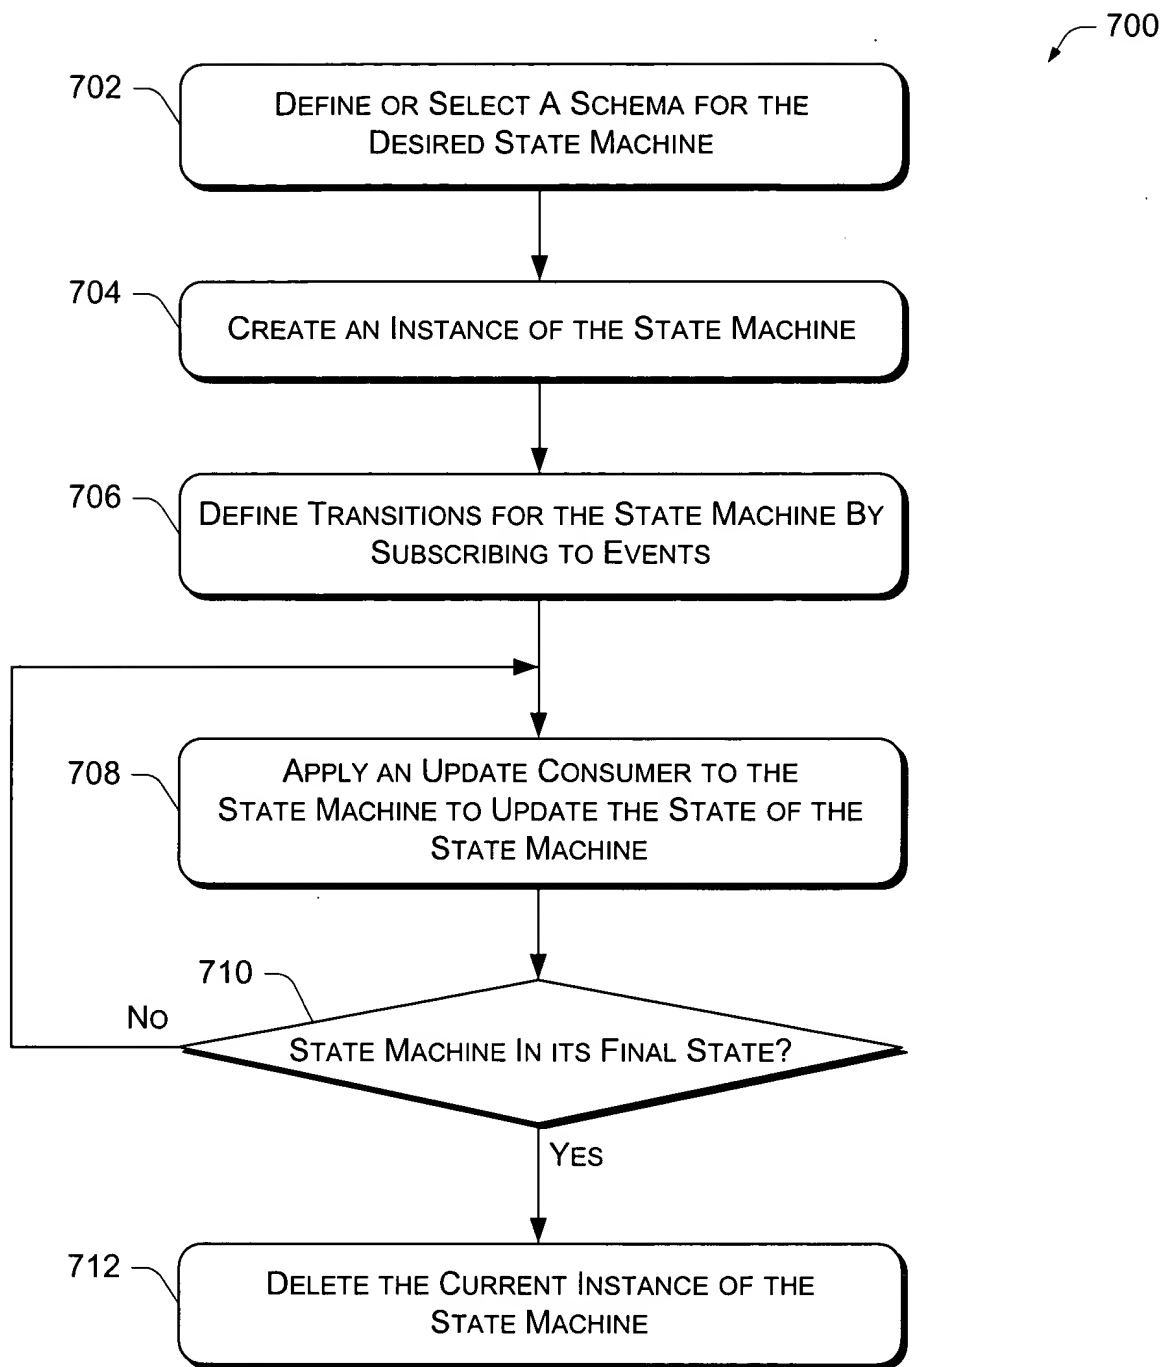 700
702
DEFINE OR SELECT A SCHEMA FOR THE
DESIRED STATE MACHINE
704
CREATE AN INSTANCE OF THE STATE MACHINE
706
DEFINE TRANSITIONS FOR THE STATE MACHINE BY
SUBSCRIBING TO EVENTS
708
APPLY AN UPDATE CONSUMER TO THE
STATE MACHINE TO UPDATE THE STATE OF THE
STATE MACHINE
710
NO
STATE MACHINE IN ITS FINAL STATE?
YES
712
DELETE THE CURRENT INSTANCE OF THE
STATE MACHINE